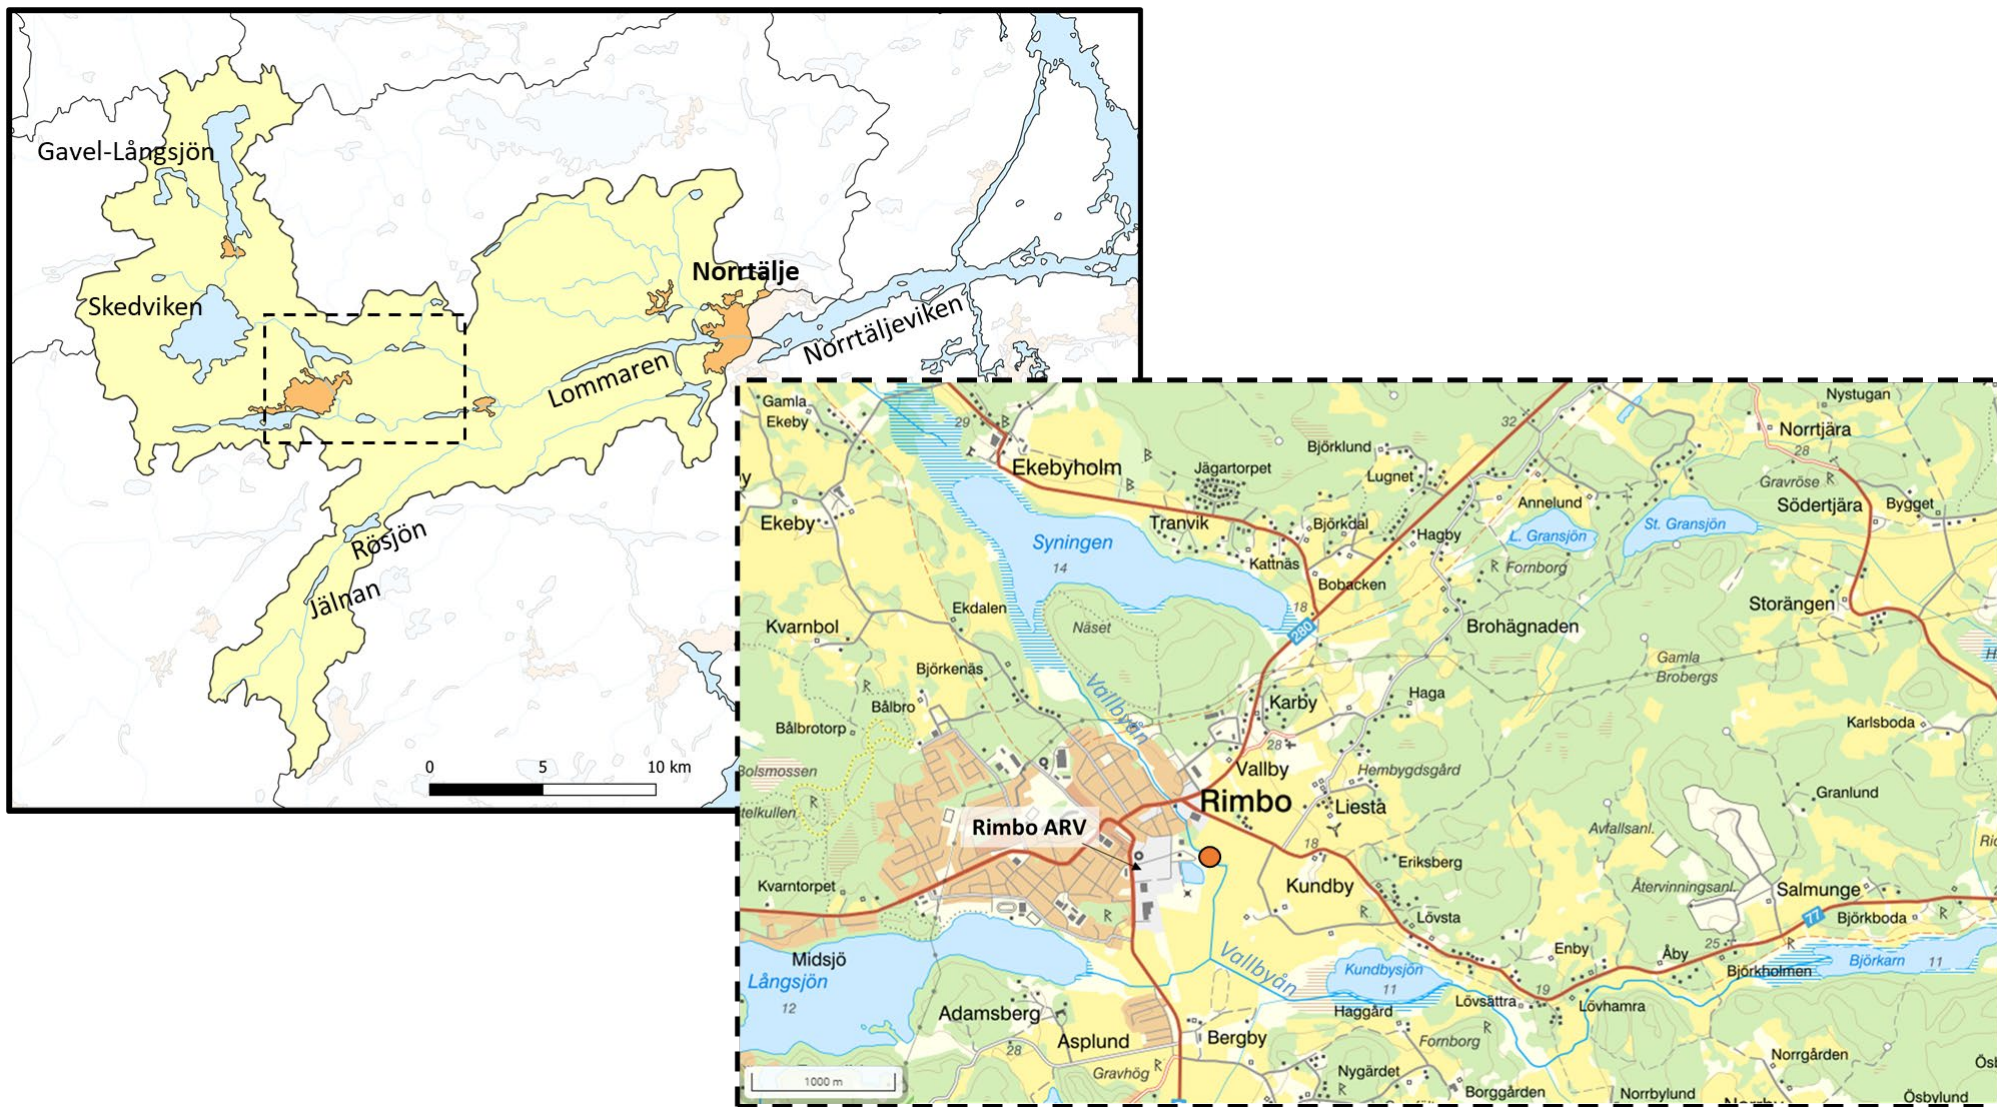 Gavel-Långsjön
Skedviken
Norrtälje
Norrtäljeviken
Lommaren
Rösjön
Jälnan
0 5 10 km
Gamla
Ekeby
29
Ekebyholm
Jägartorpet
Björklund
Lugnet
32
Nystugan
Norrtjära
28
Gravröse
Södertjära
Bygget
Annelund
St. Gransjön
L. Gransjön
Ekeby
Syningen
14
Tranvik
Björkdal
Hagby
Kattnäs
Fornborg
Bobacken
18
280
Storängen
Ekdalen
Näset
Kvarnbol
Brohägnaden
Gamla
Brobergs
Björkenäs
Vallbyån
Karby
Haga
Bålbro
Bålbrotorp
28
Karlsboda
Vallby
Hembygdsgård
Bolsmossen
Rimbo
Liesta
Granlund
telkullen
Rimbo ARV
Avfallsanl.
18
Eriksberg
Kvarntorpet
Kundby
Återvinningsanl.
Salmunge
Lövsta
77
Björkboda
Midsjö
Långsjön
12
Vallbyån
Enby
Åby
25
Kundbysjön
11
Björkholmen
Björkarn 11
19
Lövsättra
Lövhamra
Adamsberg
Haggård
Asplund
Bergby
Fornborg
28
Gravhög
Nygärdet
Norrgården
1000 m
Borggården
Norrbylund
Ösbylund